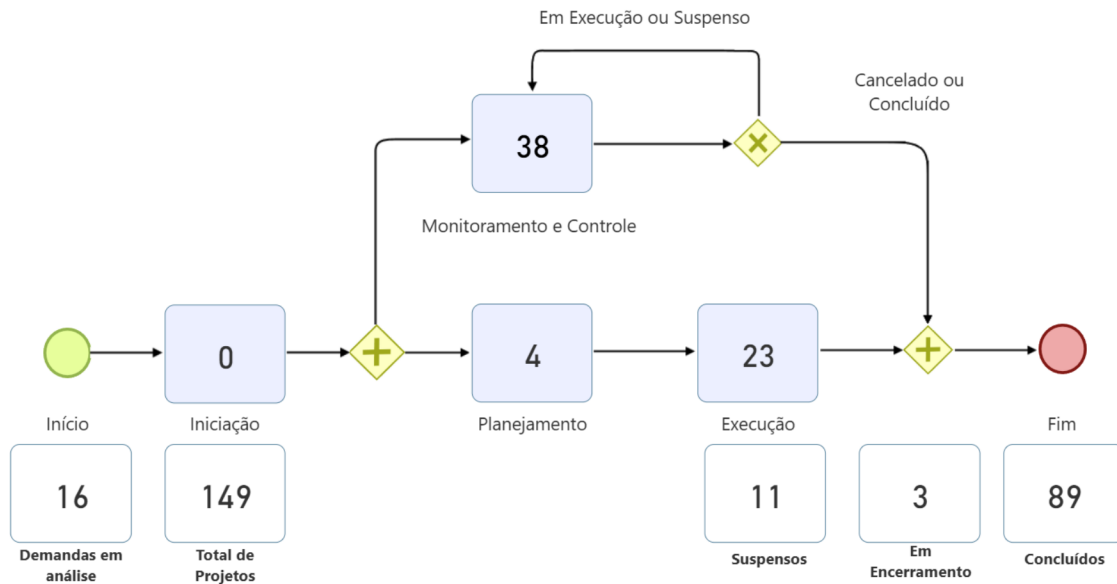 Em Execução ou Suspenso
Cancelado ou
Concluído
38
Monitoramento e Controle
0
4
23
Início
Iniciação
Planejamento
Execução
Fim
16
149
11
3
89
Demandas em
análise
Total de
Projetos
Suspensos
Em
Encerramento
Concluídos